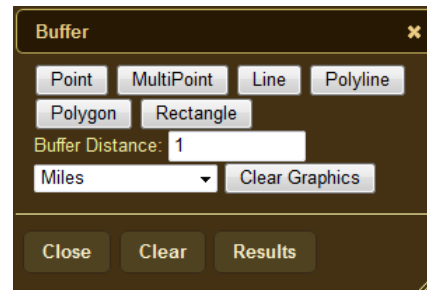 Buffer
Point MultiPoint Line Polyline
Polygon Rectangle
Buffer Distance: 1
Miles Clear Graphics
Close Clear Results